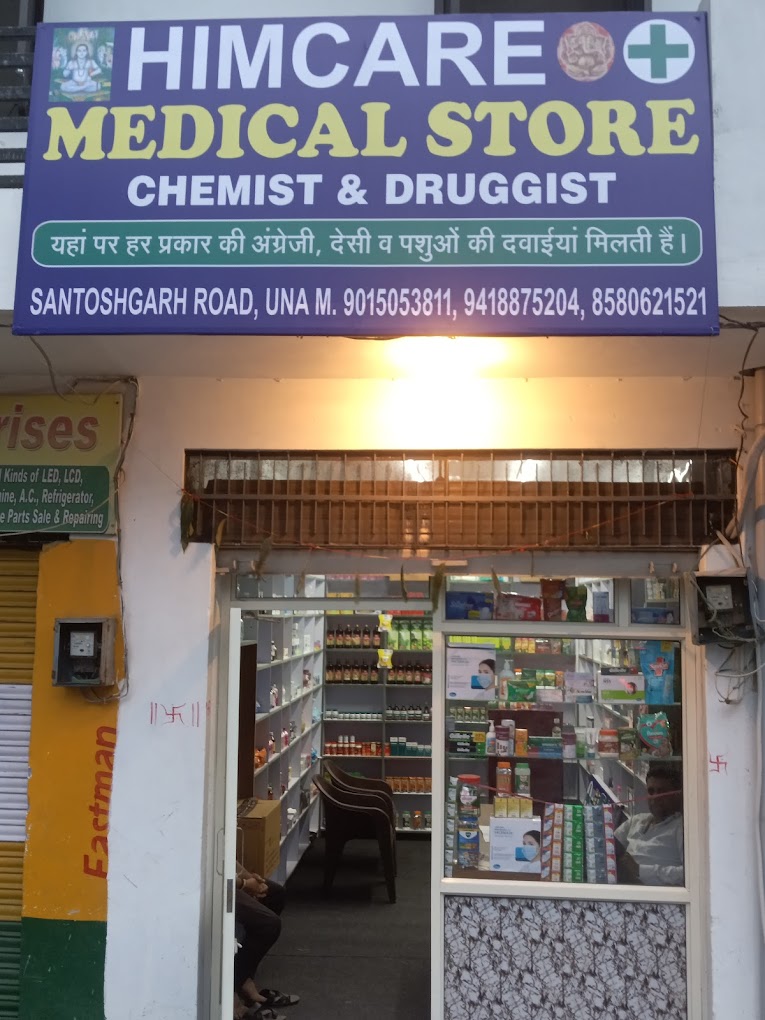 HIMCARE
MEDICAL STORE
CHEMIST & DRUGGIST
यहां पर हर प्रकार की अंग्रेजी, देसी व पशुओं की दवाईयां मिलती हैं।
SANTOSHGARH ROAD, UNA M. 9015053811, 9418875204, 8580621521
rises
Kinds of LED, LCD,
ine, A.C., Refrigerator,
e Parts Sale & Repairing
Eastman